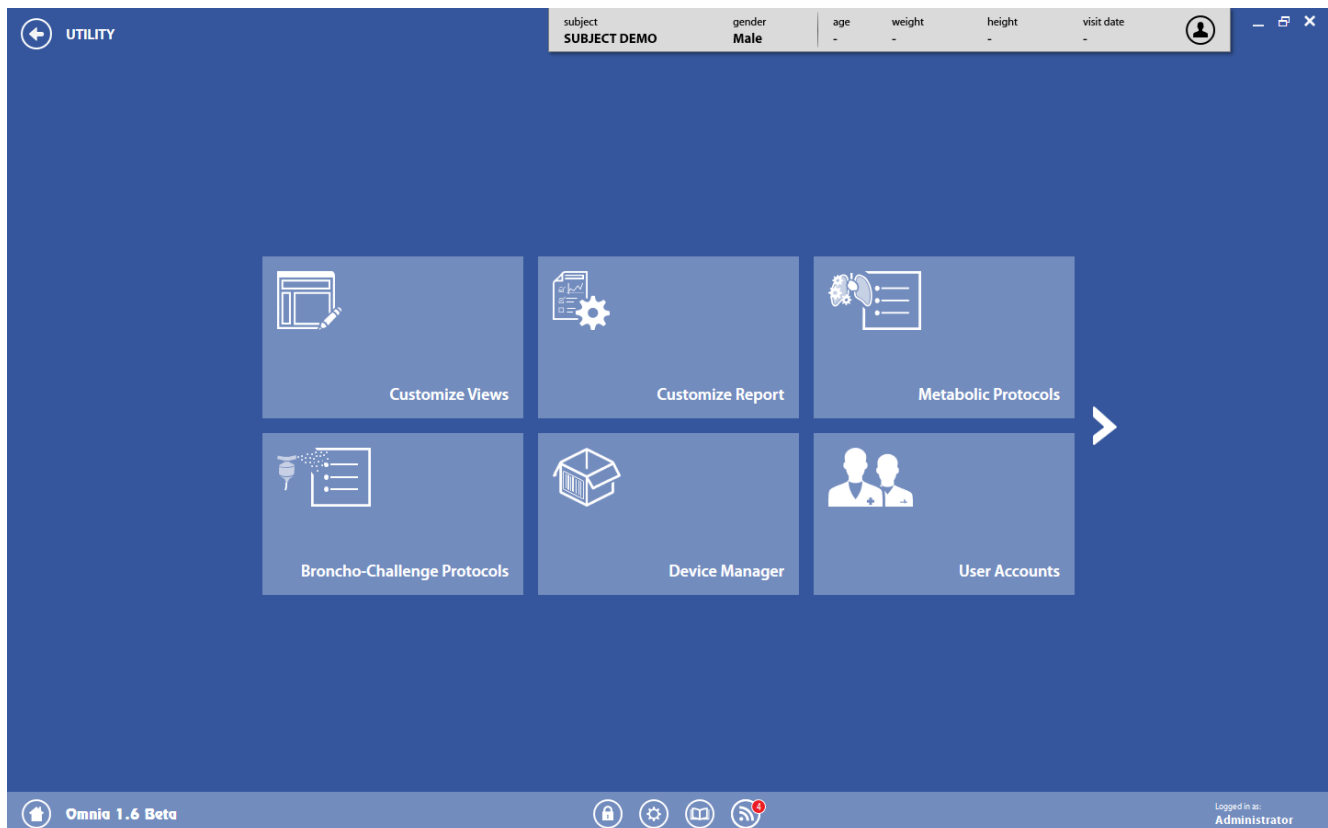 UTILITY
subject gender age weight height visit date
SUBJECT DEMO Male - - - -
Customize Views
Customize Report
Metabolic Protocols
Broncho-Challenge Protocols
Device Manager
User Accounts
Omnia 1.6 Beta
4
Logged in as:
Administrator